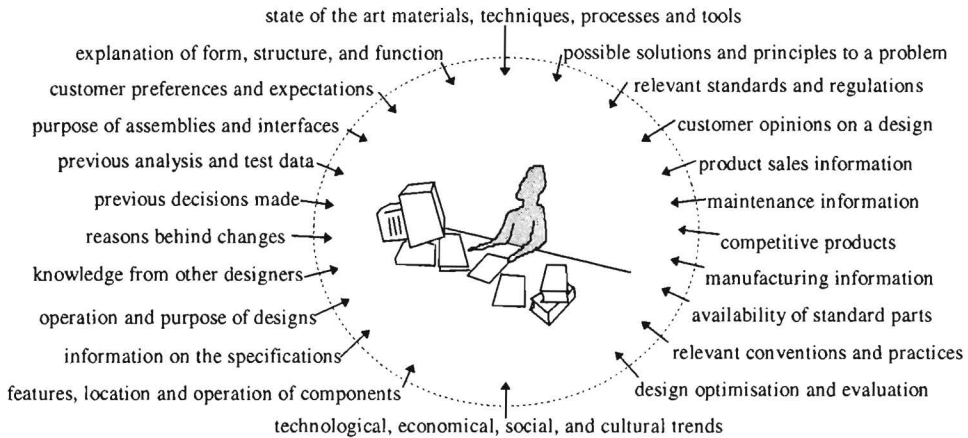 state of the art materials, techniques, processes and tools
explanation of form, structure, and function
possible solutions and principles to a problem
customer preferences and expectations
relevant standards and regulations
purpose of assemblies and interfaces
customer opinions on a design
previous analysis and test data
product sales information
previous decisions made
maintenance information
reasons behind changes
competitive products
knowledge from other designers
manufacturing information
operation and purpose of designs
availability of standard parts
information on the specifications
relevant conventions and practices
features, location and operation of components
design optimisation and evaluation
technological, economical, social, and cultural trends